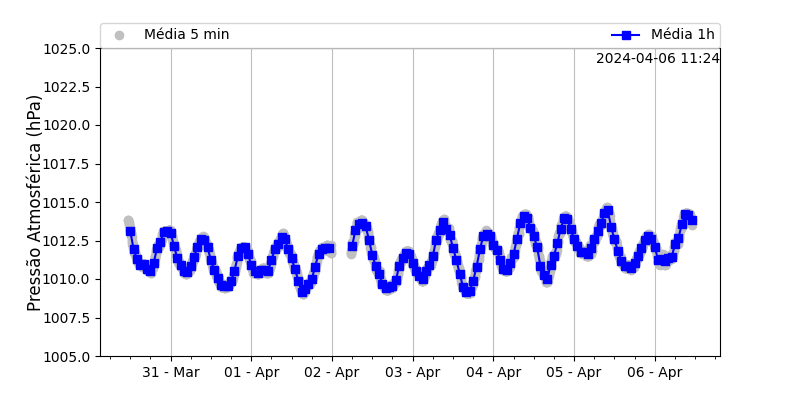 Média 5 min
Média 1h
2024-04-06 11:24
Pressão Atmosférica (hPa)
1025.0
1022.5
1020.0
1017.5
1015.0
1012.5
1010.0
1007.5
1005.0
31 - Mar
01 - Apr
02 - Apr
03 - Apr
04 - Apr
05 - Apr
06 - Apr